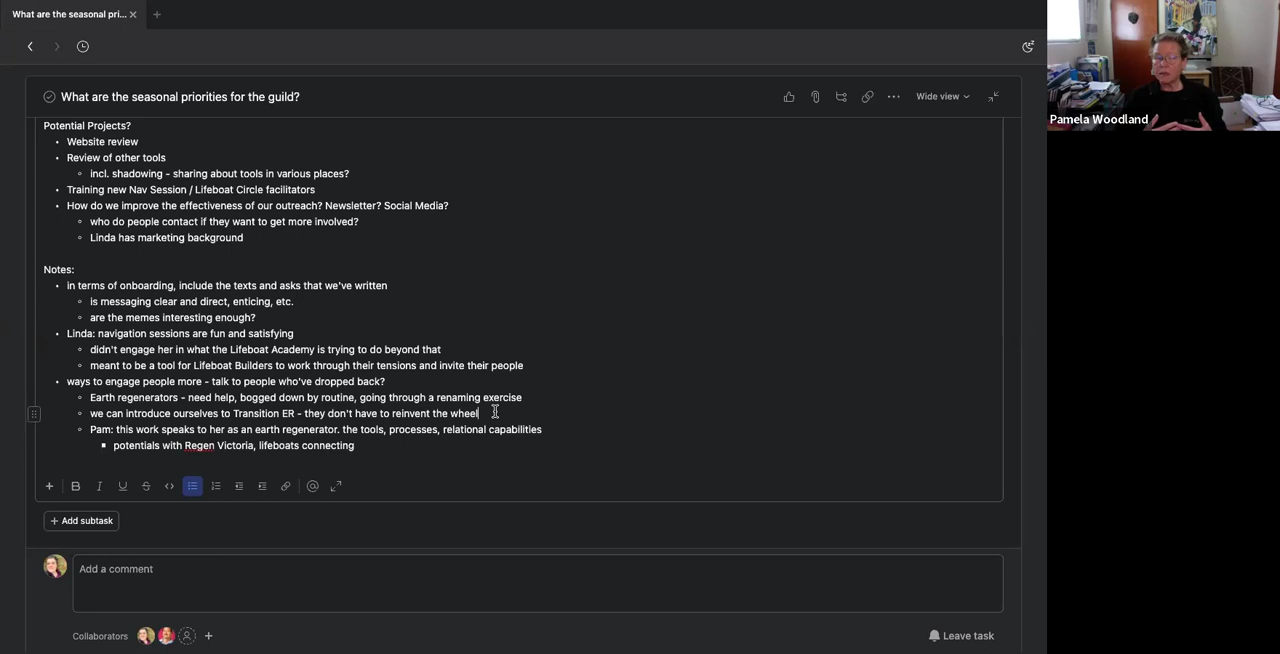 What are the seasonal pri...
What are the seasonal priorities for the guild?
Wide view
Potential Projects?
Website review
Review of other tools
incl. shadowing - sharing about tools in various places?
Training new Nav Session / Lifeboat Circle facilitators
How do we improve the effectiveness of our outreach? Newsletter? Social Media?
who do people contact if they want to get more involved?
Linda has marketing background
Notes:
in terms of onboarding, include the texts and asks that we've written
is messaging clear and direct, enticing, etc.
are the memes interesting enough?
Linda: navigation sessions are fun and satisfying
didn't engage her in what the Lifeboat Academy is trying to do beyond that
meant to be a tool for Lifeboat Builders to work through their tensions and invite their people
ways to engage people more - talk to people who've dropped back?
Earth regenerators - need help, bogged down by routine, going through a renaming exercise
we can introduce ourselves to Transition ER - they don't have to reinvent the wheel
Pam: this work speaks to her as an earth regenerator. the tools, processes, relational capabilities
potentials with Regen Victoria, lifeboats connecting
B I U S
Add subtask
Add a comment
Collaborators
Leave task
Pamela Woodland